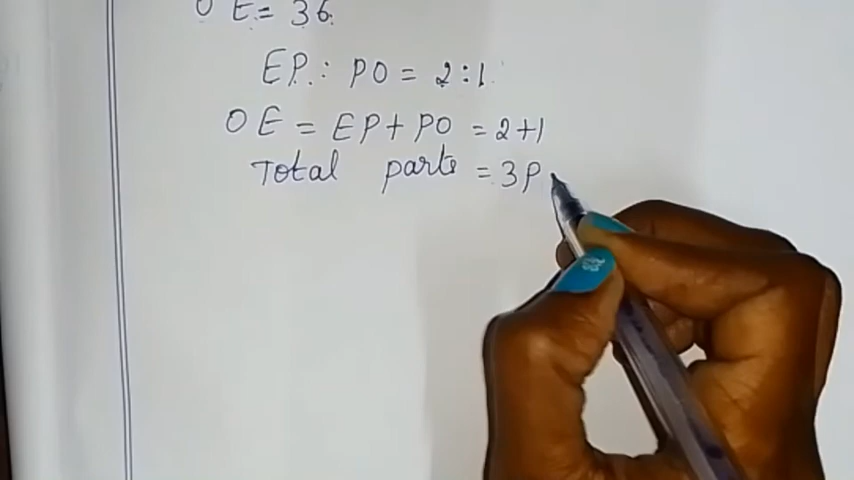 OE = 36
EP : PO = 2:1
OE = EP + PO = 2+1
Total parts = 3P